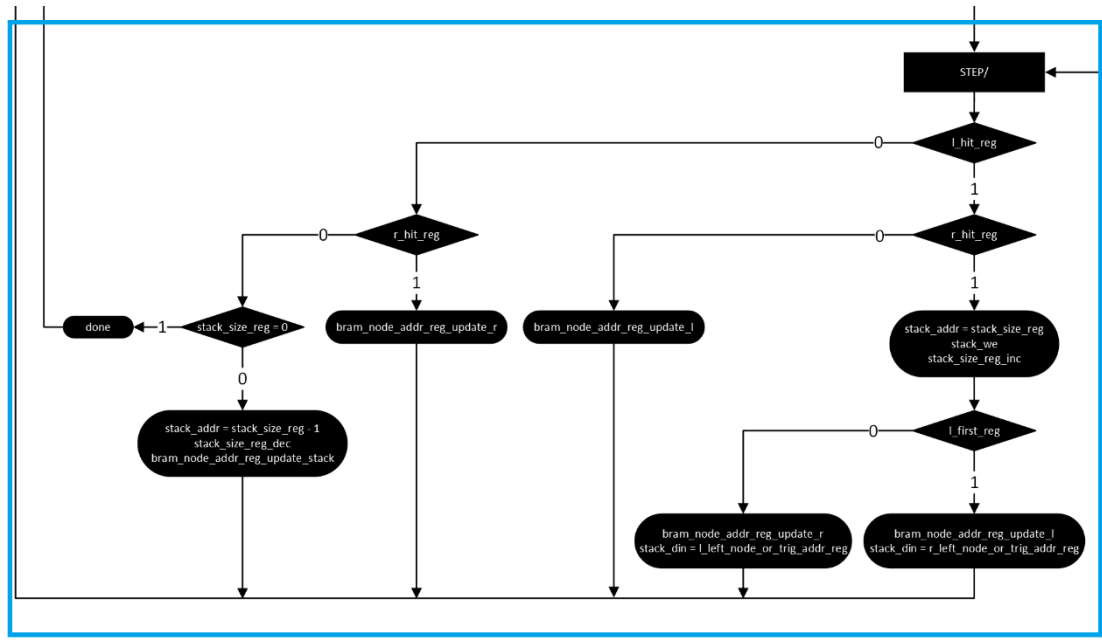 STEP/
l_hit_reg
0
1
r_hit_reg
0
1
r_hit_reg
0
1
stack_size_reg = 0
1
0
done
bram_node_addr_reg_update_r
bram_node_addr_reg_update_l
stack_addr = stack_size_reg
stack_we
stack_size_reg_inc
stack_addr = stack_size_reg - 1
stack_size_reg_dec
bram_node_addr_reg_update_stack
l_first_reg
0
1
bram_node_addr_reg_update_r
stack_din = l_left_node_or_trig_addr_reg
bram_node_addr_reg_update_l
stack_din = r_left_node_or_trig_addr_reg